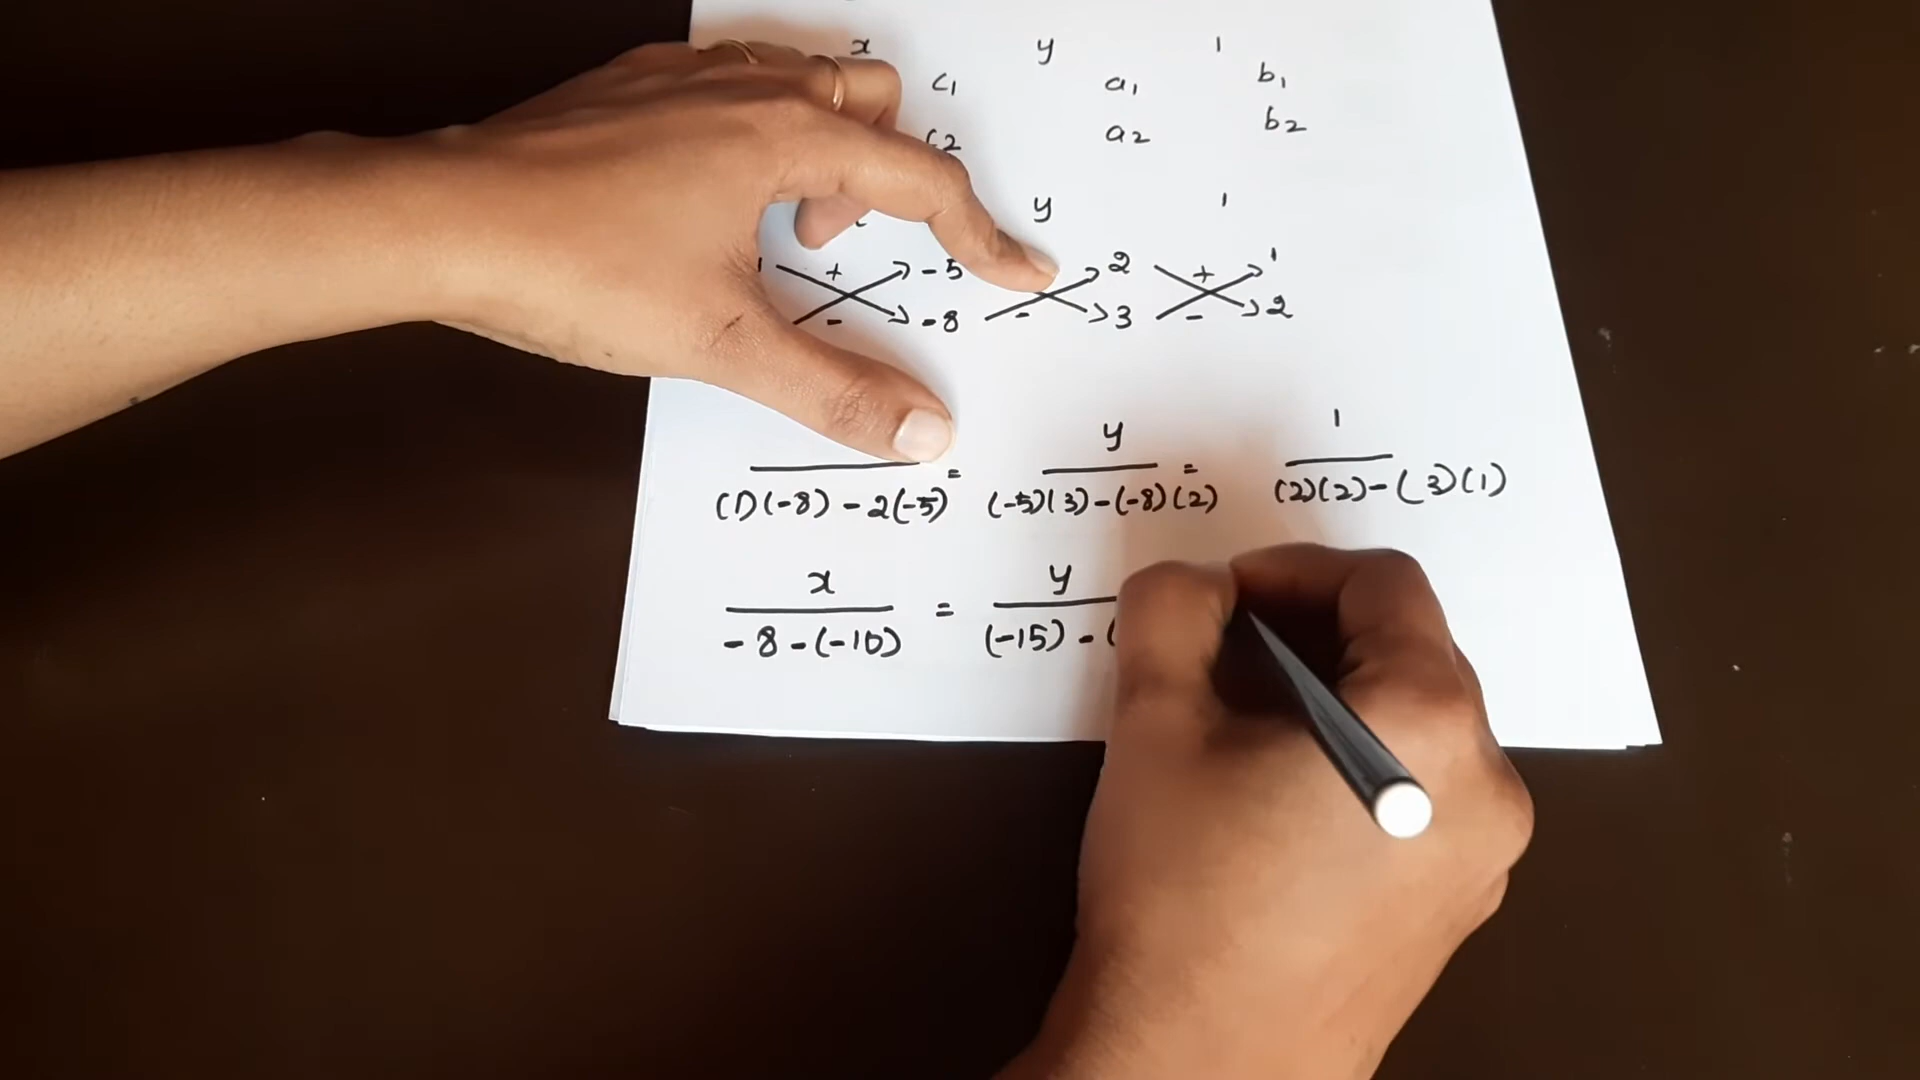 x y 1
c1 a1 b1
c2 a2 b2
y 1
1 + -5 2 + 1
- -8 - 3 - 2
y 1
(1)(-8) - 2(-5) = (-5)(3) - (-8)(2) = (2)(2) - (3)(1)
x y
-8 - (-10) = (-15) - (